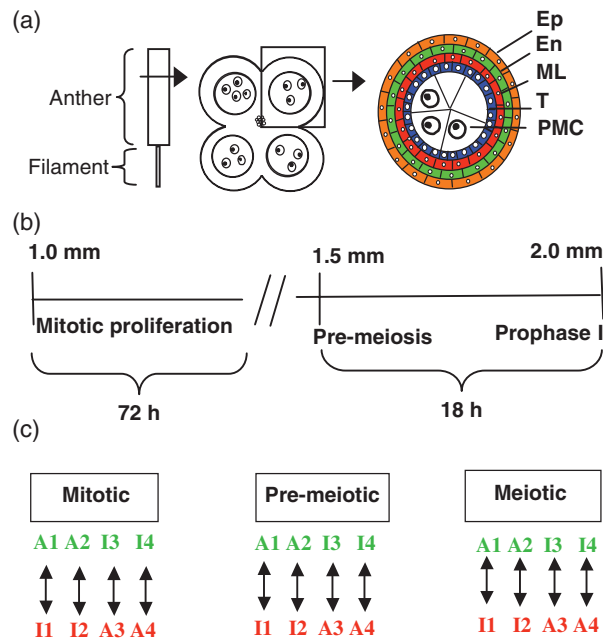 (a)
Anther
Filament
Ep
En
ML
T
PMC
(b)
1.0 mm
1.5 mm
2.0 mm
Mitotic proliferation
Pre-meiosis
Prophase I
72 h
18 h
(c)
Mitotic
Pre-meiotic
Meiotic
A1 A2 I3 I4
A1 A2 I3 I4
A1 A2 I3 I4
I1 I2 A3 A4
I1 I2 A3 A4
I1 I2 A3 A4